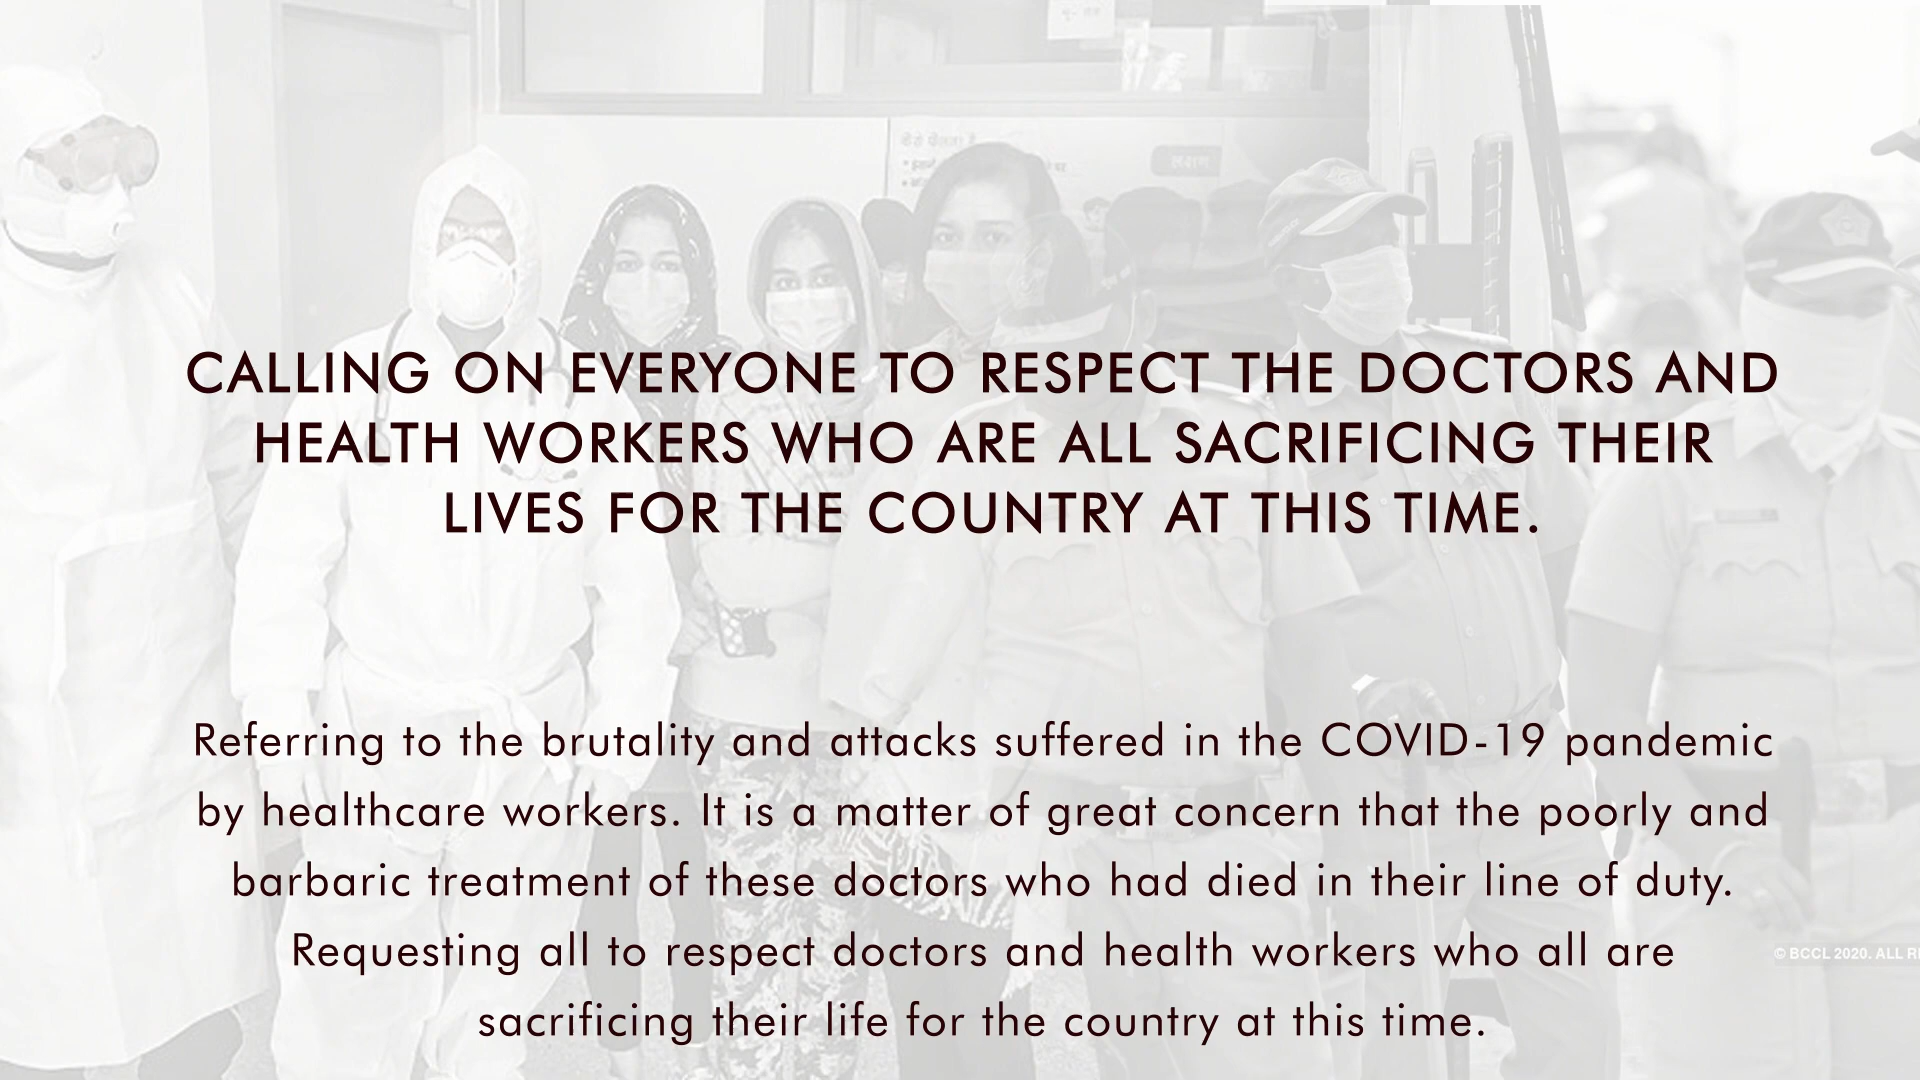 CALLING ON EVERYONE TO RESPECT THE DOCTORS AND
HEALTH WORKERS WHO ARE ALL SACRIFICING THEIR
LIVES FOR THE COUNTRY AT THIS TIME.
Referring to the brutality and attacks suffered in the COVID-19 pandemic
by healthcare workers. It is a matter of great concern that the poorly and
barbaric treatment of these doctors who had died in their line of duty.
Requesting all to respect doctors and health workers who all are
sacrificing their life for the country at this time.
© BCCL 2020. ALL